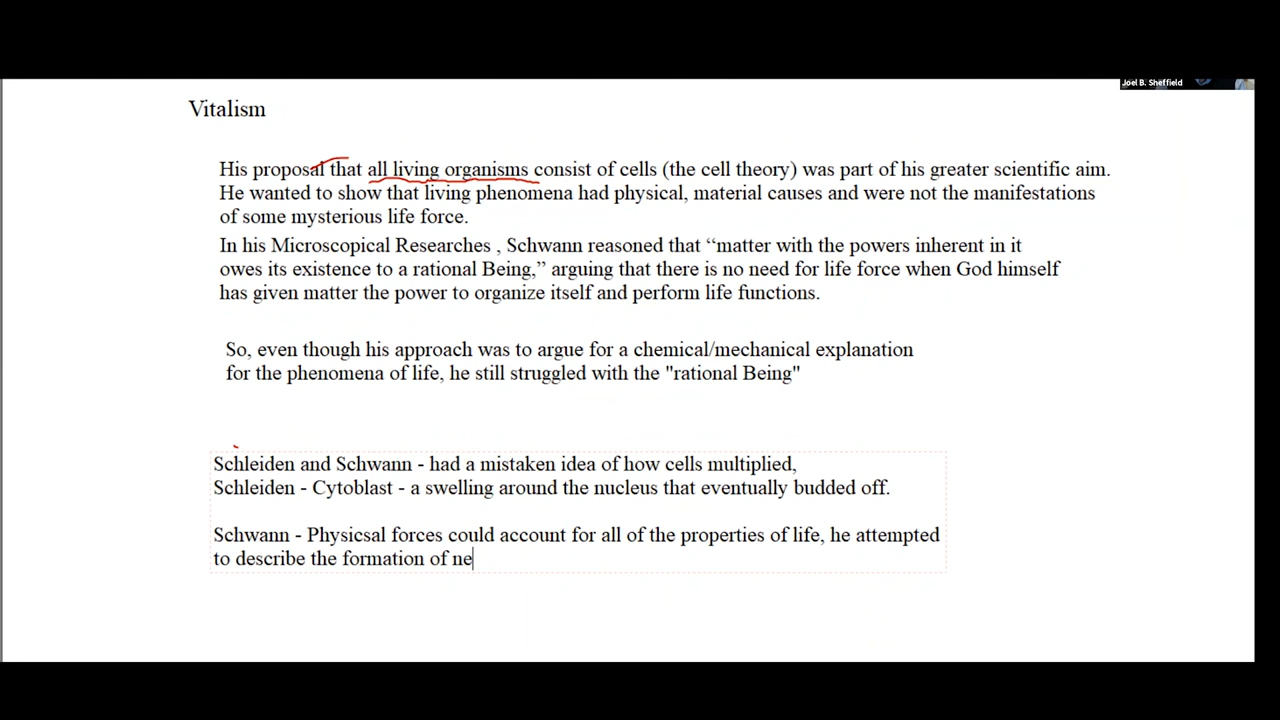 Joel B. Sheffield
Vitalism
His proposal that all living organisms consist of cells (the cell theory) was part of his greater scientific aim.
He wanted to show that living phenomena had physical, material causes and were not the manifestations
of some mysterious life force.
In his Microscopical Researches , Schwann reasoned that “matter with the powers inherent in it
owes its existence to a rational Being,” arguing that there is no need for life force when God himself
has given matter the power to organize itself and perform life functions.
So, even though his approach was to argue for a chemical/mechanical explanation
for the phenomena of life, he still struggled with the "rational Being"
Schleiden and Schwann - had a mistaken idea of how cells multiplied,
Schleiden - Cytoblast - a swelling around the nucleus that eventually budded off.
Schwann - Physicsal forces could account for all of the properties of life, he attempted
to describe the formation of ne